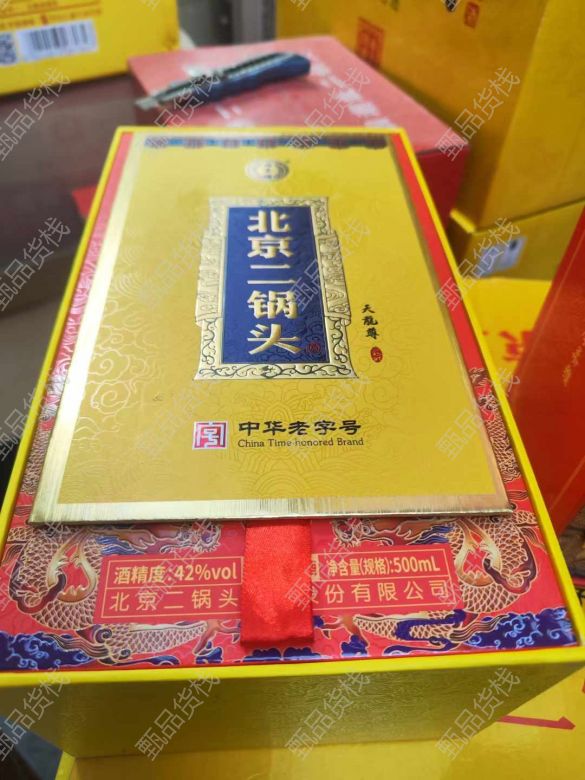 北京二锅头
天龍尊
中华老字号
China Time-honored Brand
酒精度:42%vol
净含量(规格):500mL
北京二锅头
份有限公司
甄品货栈